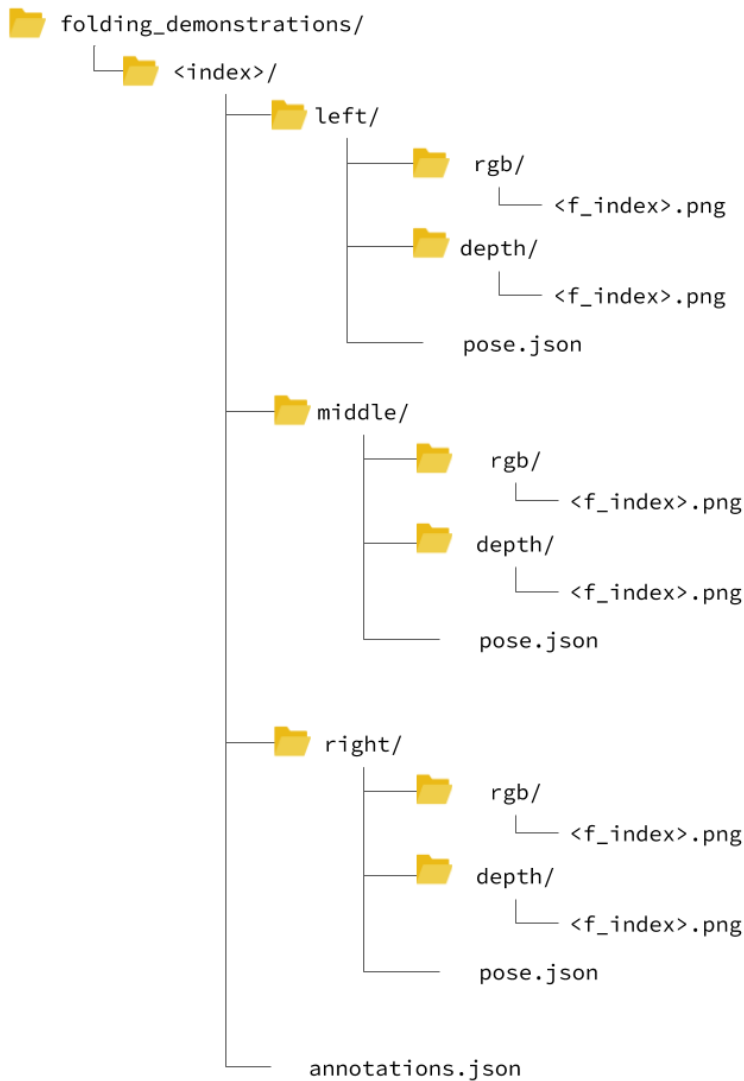 folding_demonstrations/
<index>/
left/
rgb/
<f_index>.png
depth/
<f_index>.png
pose.json
middle/
rgb/
<f_index>.png
depth/
<f_index>.png
pose.json
right/
rgb/
<f_index>.png
depth/
<f_index>.png
pose.json
annotations.json